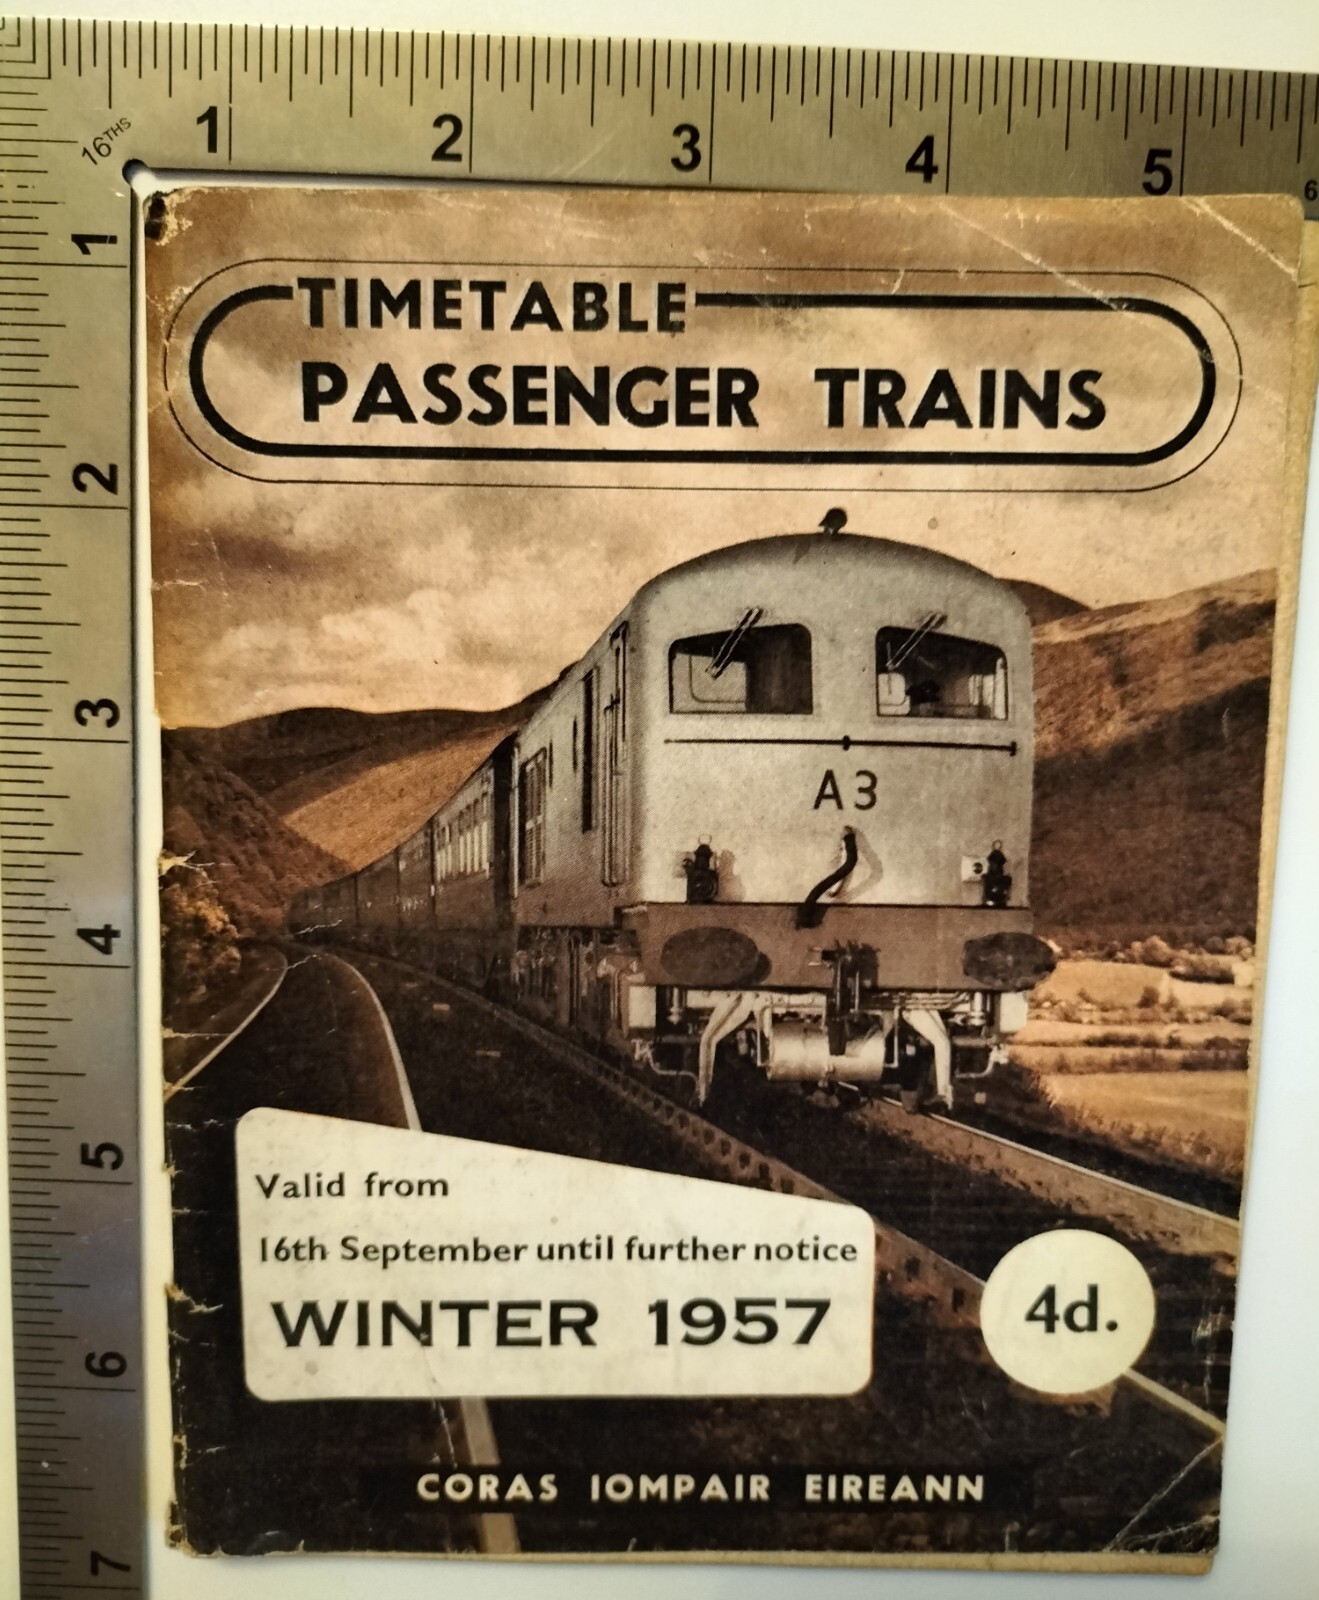 1 2 3 4 5 6
16THS
1
2
3
4
5
6
7
TIMETABLE
PASSENGER TRAINS
A3
Valid from
16th September until further notice
WINTER 1957
4d.
CORAS IOMPAIR EIREANN